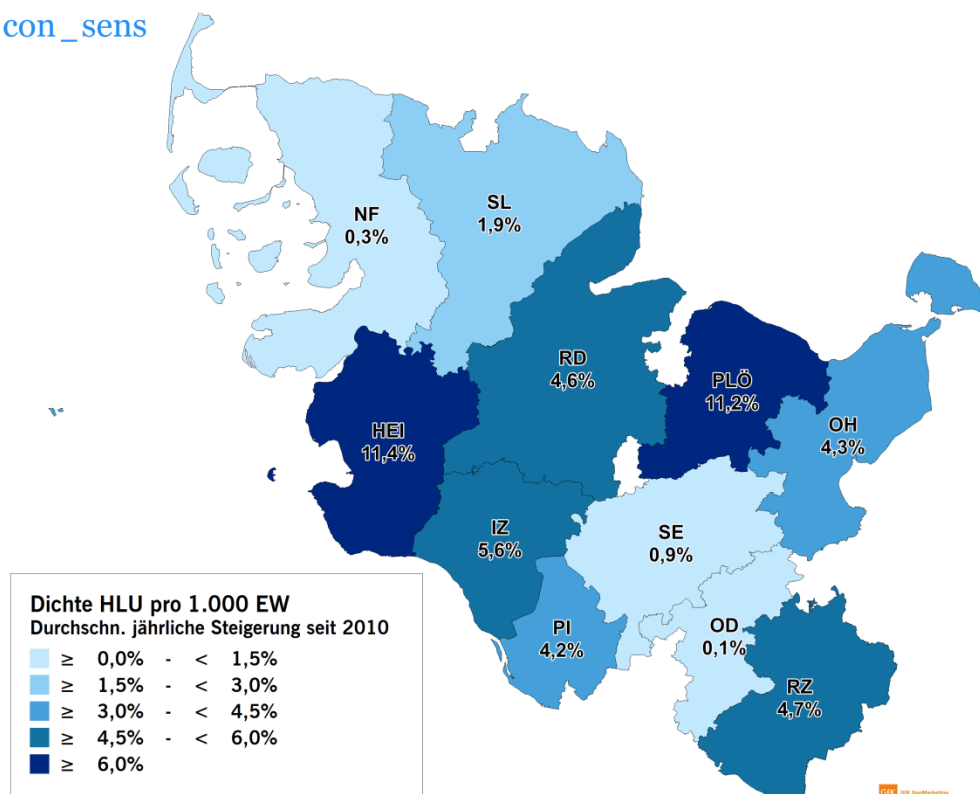 con_sens
NF
0,3%
SL
1,9%
RD
4,6%
PLÖ
11,2%
HEI
11,4%
OH
4,3%
IZ
5,6%
SE
0,9%
PI
4,2%
OD
0,1%
RZ
4,7%
Dichte HLU pro 1.000 EW
Durchschn. jährliche Steigerung seit 2010
≥ 0,0% - < 1,5%
≥ 1,5% - < 3,0%
≥ 3,0% - < 4,5%
≥ 4,5% - < 6,0%
≥ 6,0%
GfK GfK GeoMarketing